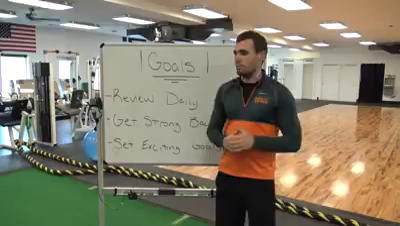 Goals
- Review Daily
- Get Strong
- Set Exciting